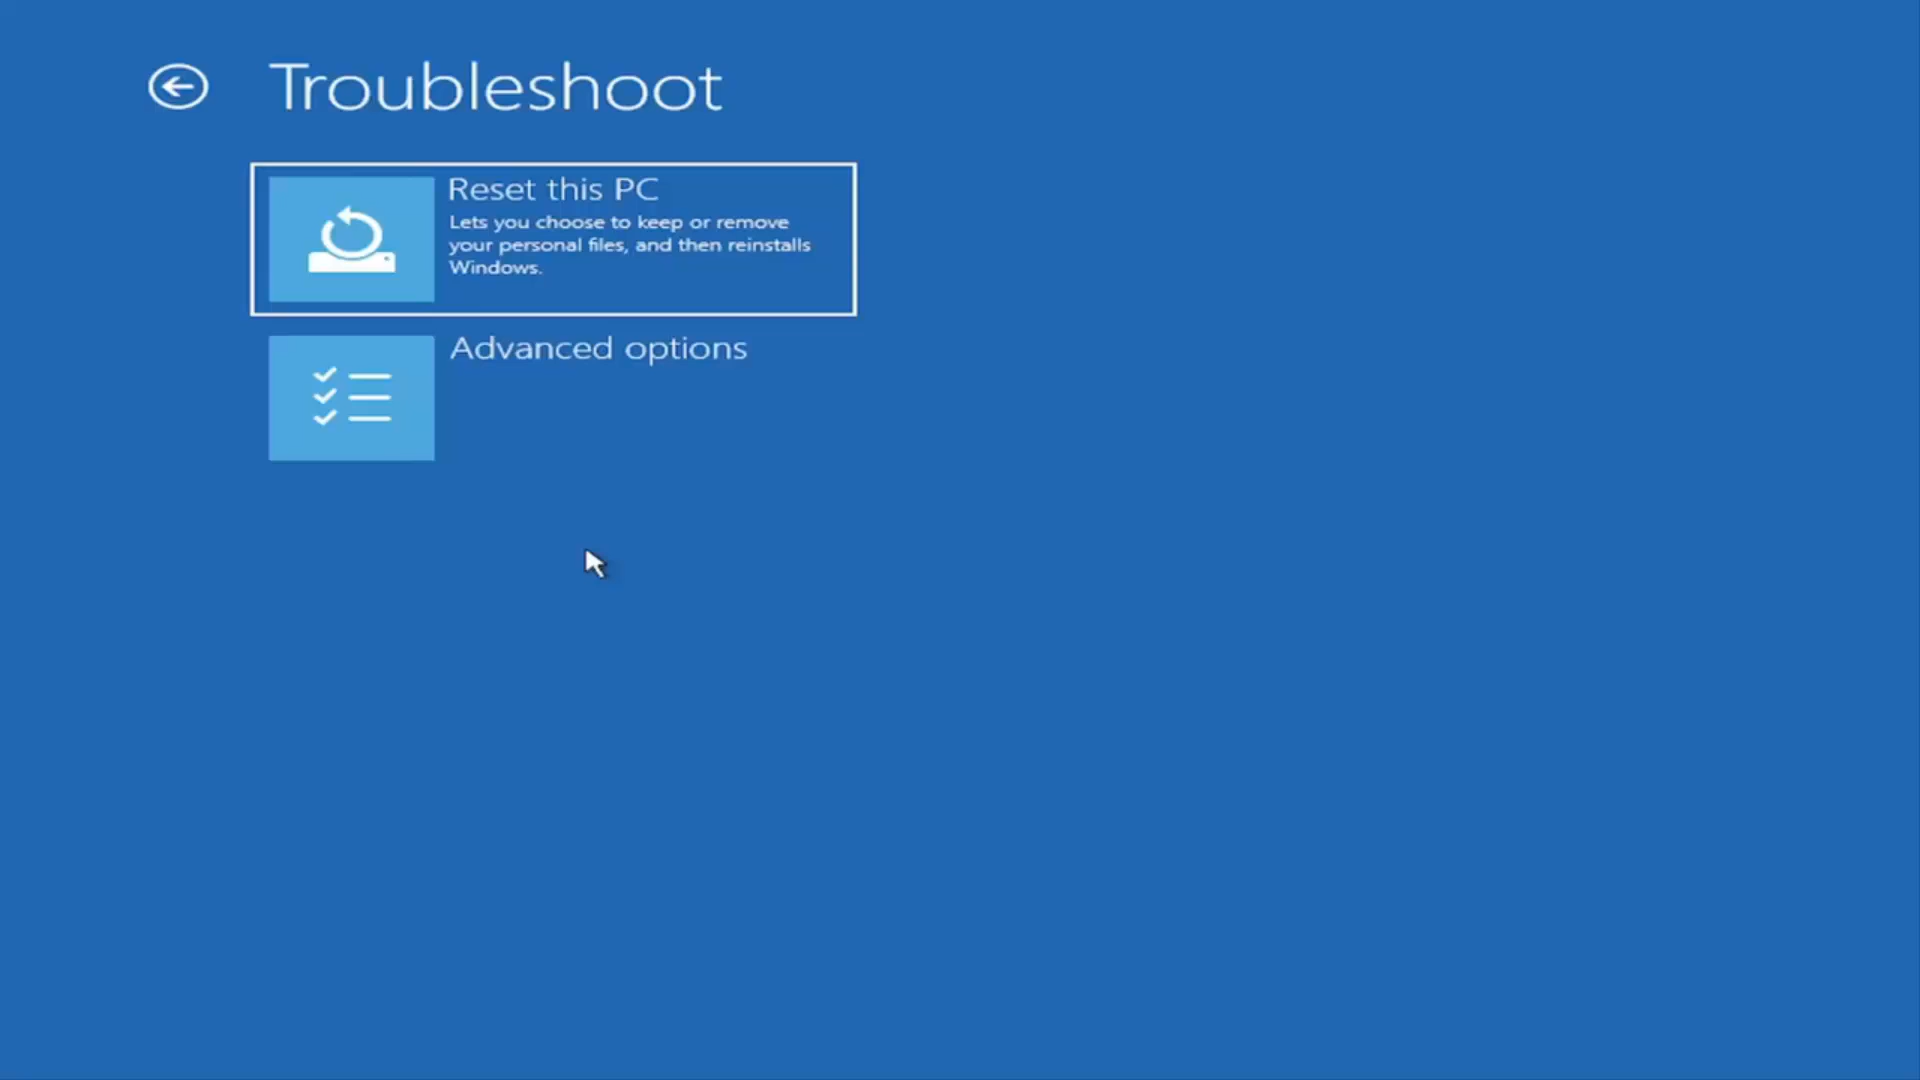 Troubleshoot
Reset this PC
Lets you choose to keep or remove
your personal files, and then reinstalls
Windows.
Advanced options